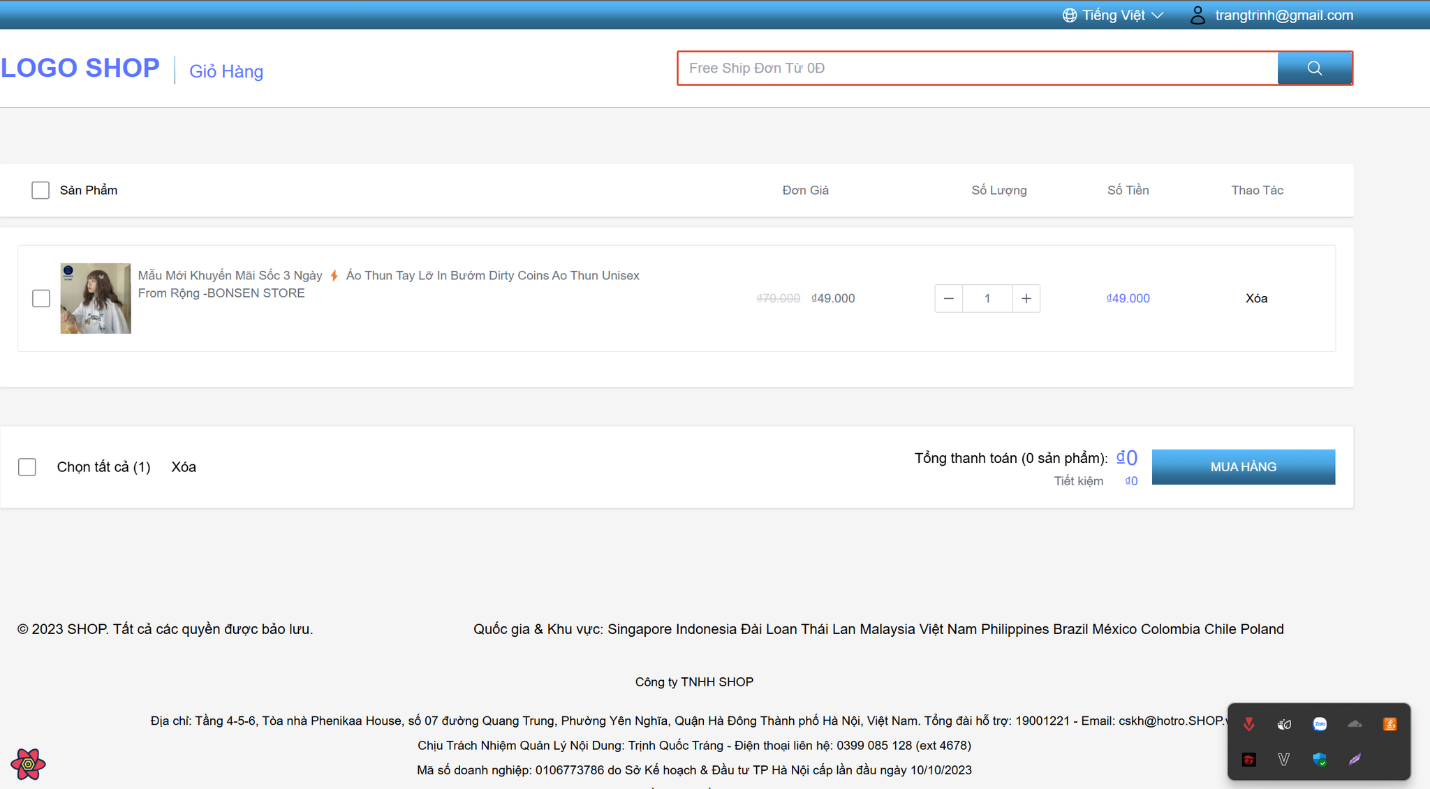 Tiếng Việt trangtrinh@gmail.com
LOGO SHOP Giỏ Hàng Free Ship Đơn Từ 0Đ
Sản Phẩm Đơn Giá Số Lượng Số Tiền Thao Tác
Mẫu Mới Khuyến Mãi Sốc 3 Ngày ⚡ Áo Thun Tay Lỡ In Bướm Dirty Coins Ao Thun Unisex
From Rộng -BONSEN STORE
₫70.000 ₫49.000 1 ₫49.000 Xóa
Chọn tất cả (1) Xóa
Tổng thanh toán (0 sản phẩm): ₫0
MUA HÀNG
Tiết kiệm ₫0
© 2023 SHOP. Tất cả các quyền được bảo lưu. Quốc gia & Khu vực: Singapore Indonesia Đài Loan Thái Lan Malaysia Việt Nam Philippines Brazil México Colombia Chile Poland
Công ty TNHH SHOP
Địa chỉ: Tầng 4-5-6, Tòa nhà Phenikaa House, số 07 đường Quang Trung, Phường Yên Nghĩa, Quận Hà Đông Thành phố Hà Nội, Việt Nam. Tổng đài hỗ trợ: 19001221 - Email: cskh@hotro.SHOP.v
Chịu Trách Nhiệm Quản Lý Nội Dung: Trịnh Quốc Tráng - Điện thoại liên hệ: 0399 085 128 (ext 4678)
Mã số doanh nghiệp: 0106773786 do Sở Kế hoạch & Đầu tư TP Hà Nội cấp lần đầu ngày 10/10/2023
Zalo